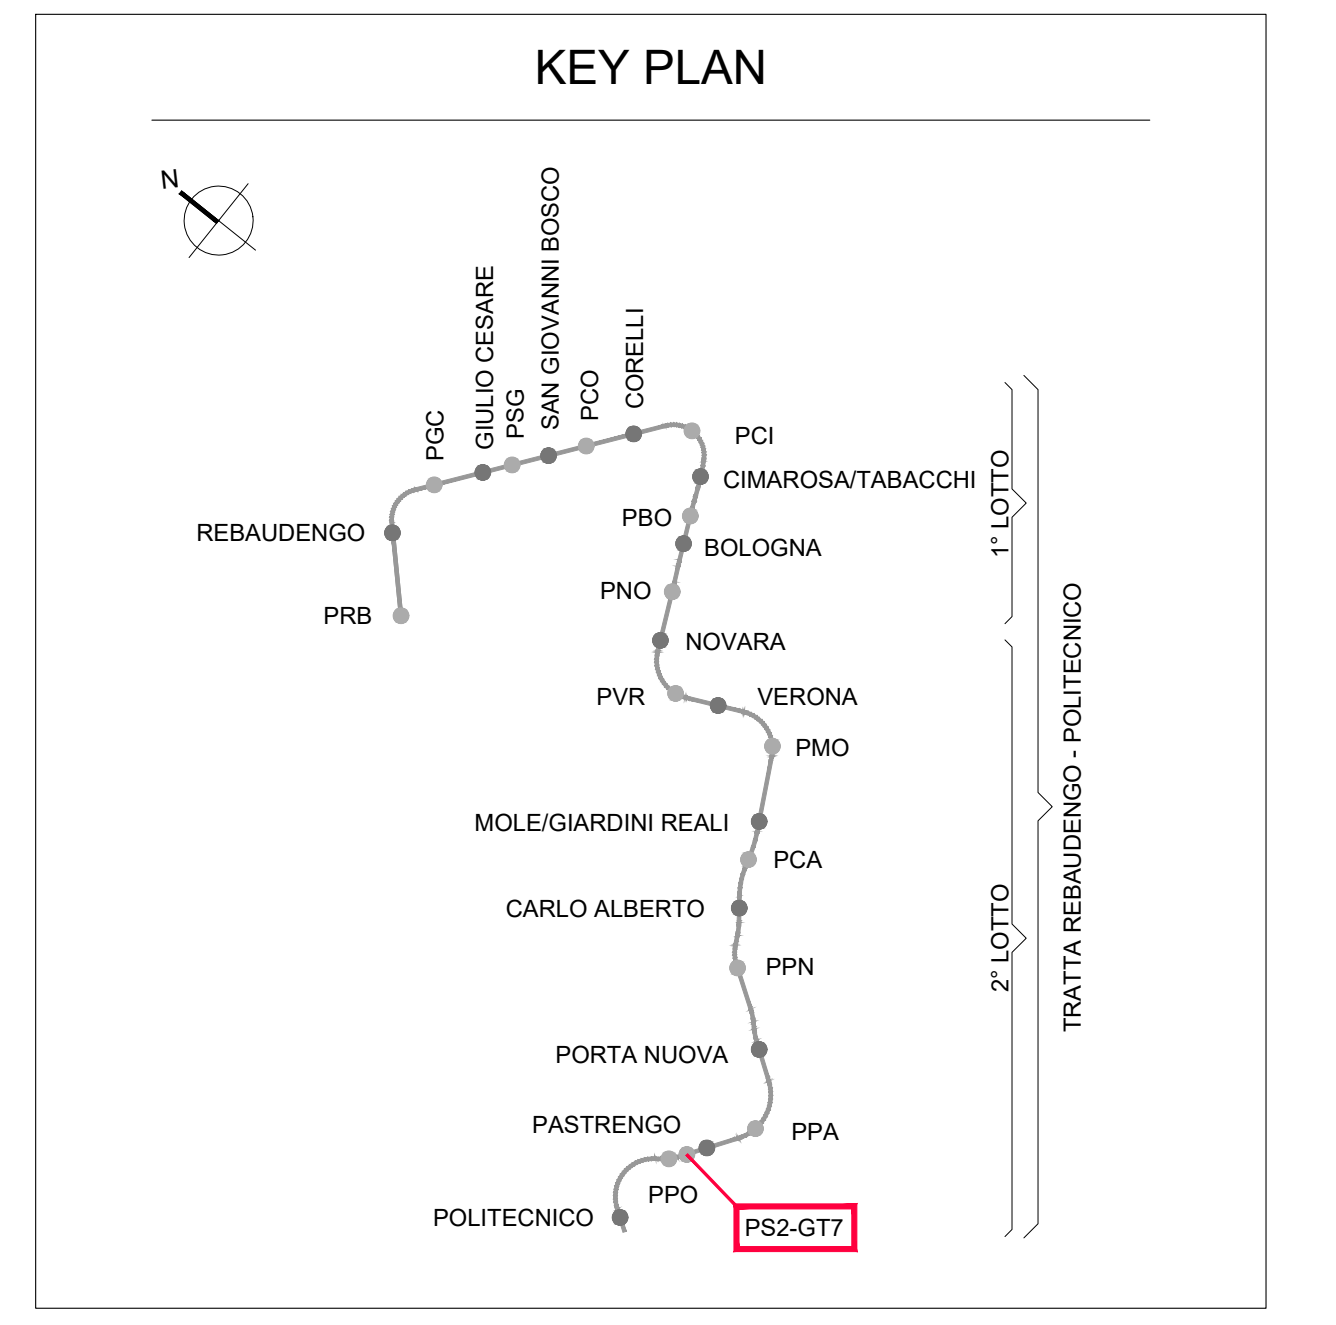 KEY PLAN
N
PGC
GIULIO CESARE
PSG
SAN GIOVANNI BOSCO
PCO
CORELLI
PCI
CIMAROSA/TABACCHI
REBAUDENGO
PBO
BOLOGNA
PNO
PRB
NOVARA
PVR
VERONA
PMO
MOLE/GIARDINI REALI
PCA
CARLO ALBERTO
PPN
PORTA NUOVA
PASTRENGO
PPA
PPO
POLITECNICO
PS2-GT7
1° LOTTO
2° LOTTO
TRATTA REBAUDENGO - POLITECNICO